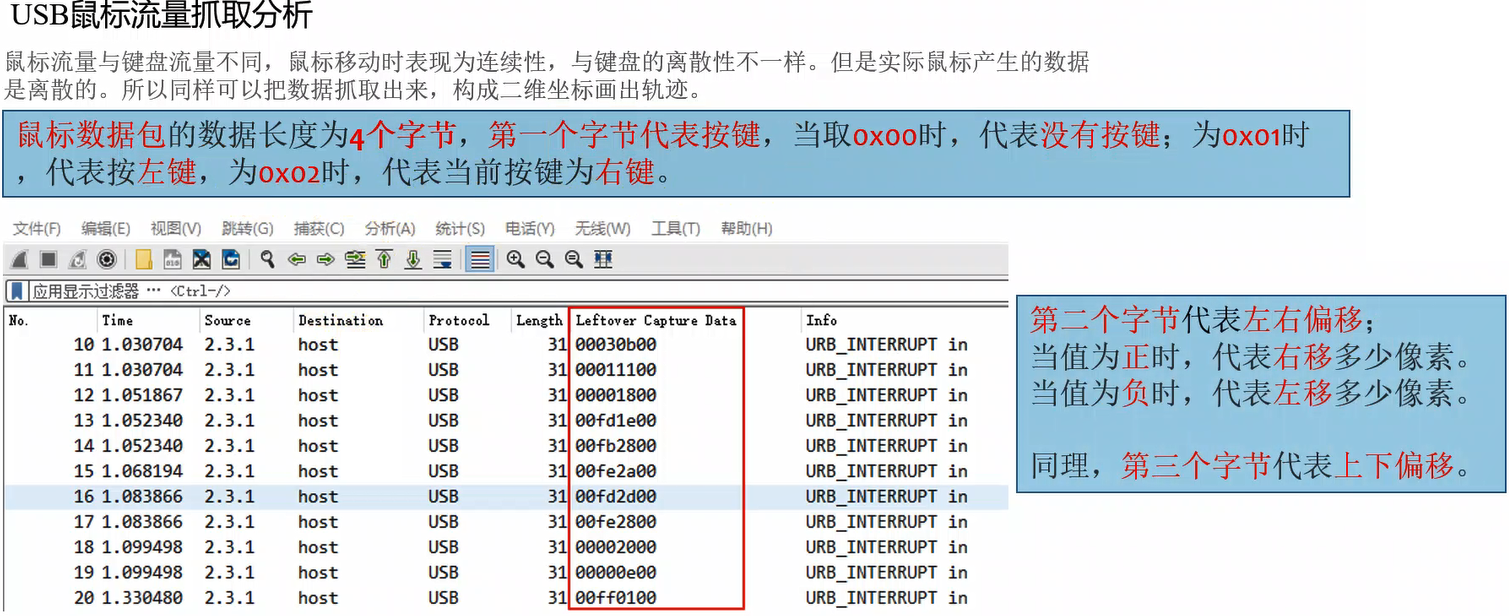 USB鼠标流量抓取分析
鼠标流量与键盘流量不同，鼠标移动时表现为连续性，与键盘的离散性不一样。但是实际鼠标产生的数据
是离散的。所以同样可以把数据抓取出来，构成二维坐标画出轨迹。
鼠标数据包的数据长度为4个字节，第一个字节代表按键，当取0x00时，代表没有按键；为0x01时
，代表按左键，为0x02时，代表当前按键为右键。
文件(F) 编辑(E) 视图(V) 跳转(G) 捕获(C) 分析(A) 统计(S) 电话(Y) 无线(W) 工具(T) 帮助(H)
应用显示过滤器 … <Ctrl-/>
No. Time Source Destination Protocol Length Leftover Capture Data Info
10 1.030704 2.3.1 host USB 31 00030b00 URB_INTERRUPT in
11 1.030704 2.3.1 host USB 31 00011100 URB_INTERRUPT in
12 1.051867 2.3.1 host USB 31 00001800 URB_INTERRUPT in
13 1.052340 2.3.1 host USB 31 00fd1e00 URB_INTERRUPT in
14 1.052340 2.3.1 host USB 31 00fb2800 URB_INTERRUPT in
15 1.068194 2.3.1 host USB 31 00fe2a00 URB_INTERRUPT in
16 1.083866 2.3.1 host USB 31 00fd2d00 URB_INTERRUPT in
17 1.083866 2.3.1 host USB 31 00fe2800 URB_INTERRUPT in
18 1.099498 2.3.1 host USB 31 00002000 URB_INTERRUPT in
19 1.099498 2.3.1 host USB 31 00000e00 URB_INTERRUPT in
20 1.330480 2.3.1 host USB 31 00ff0100 URB_INTERRUPT in
第二个字节代表左右偏移；
当值为正时，代表右移多少像素。
当值为负时，代表左移多少像素。
同理，第三个字节代表上下偏移。